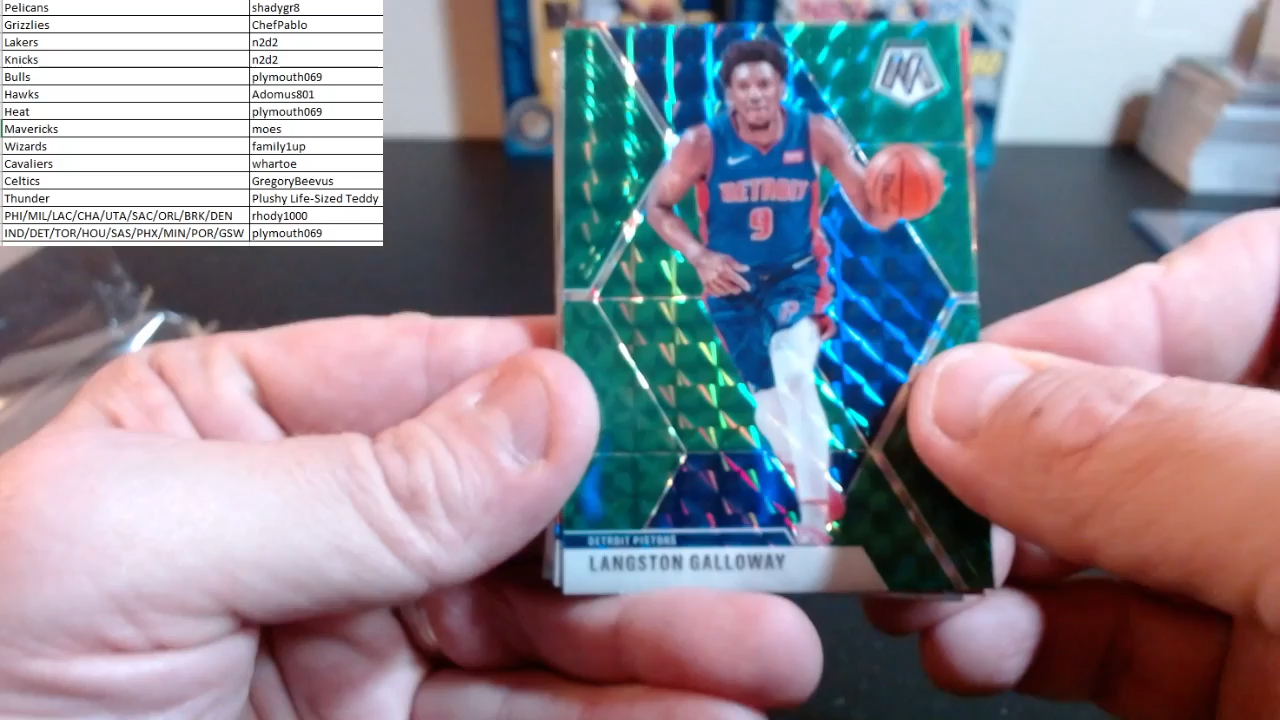 Pelicans shadygr8
Grizzlies ChefPablo
Lakers n2d2
Knicks n2d2
Bulls plymouth069
Hawks Adomus801
Heat plymouth069
Mavericks moes
Wizards family1up
Cavaliers whartoe
Celtics GregoryBeevus
Thunder Plushy Life-Sized Teddy
PHI/MIL/LAC/CHA/UTA/SAC/ORL/BRK/DEN rhody1000
IND/DET/TOR/HOU/SAS/PHX/MIN/POR/GSW plymouth069
DETROIT
9
DETROIT PISTONS
LANGSTON GALLOWAY